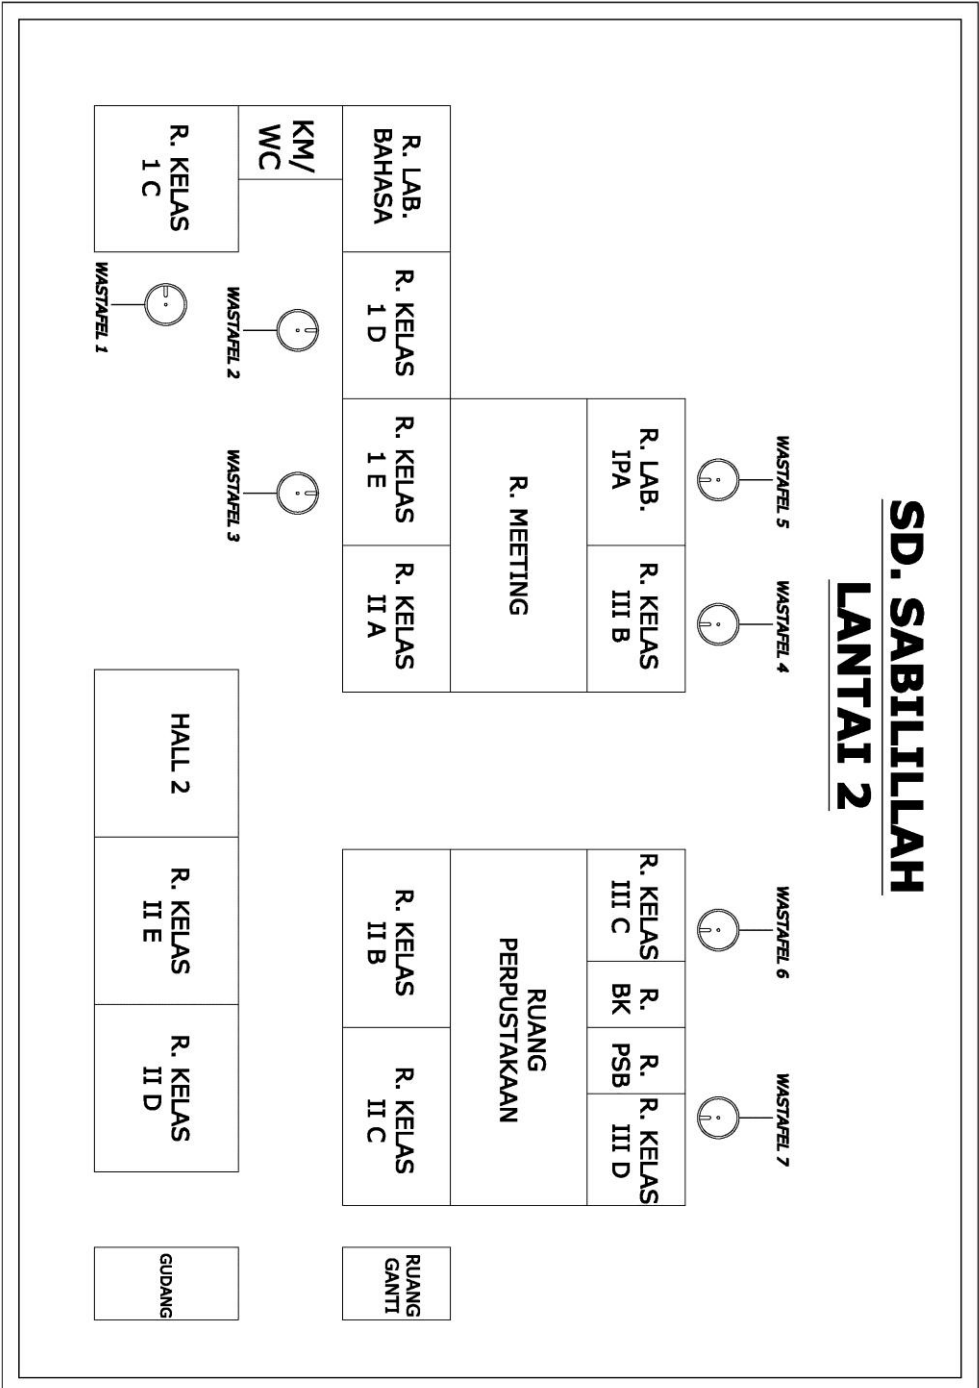 SD. SABILILLAH
LANTAI 2
WASTAFEL 5
WASTAFEL 4
WASTAFEL 6
WASTAFEL 7
R. LAB.
IPA
R. KELAS
III B
R. KELAS
III C
R.
BK
R.
PSB
R. KELAS
III D
R. MEETING
RUANG
PERPUSTAKAAN
R. LAB.
BAHASA
R. KELAS
1 D
R. KELAS
1 E
R. KELAS
II A
R. KELAS
II B
R. KELAS
II C
RUANG
GANTI
KM/
WC
WASTAFEL 2
WASTAFEL 3
R. KELAS
1 C
WASTAFEL 1
HALL 2
R. KELAS
II E
R. KELAS
II D
GUDANG